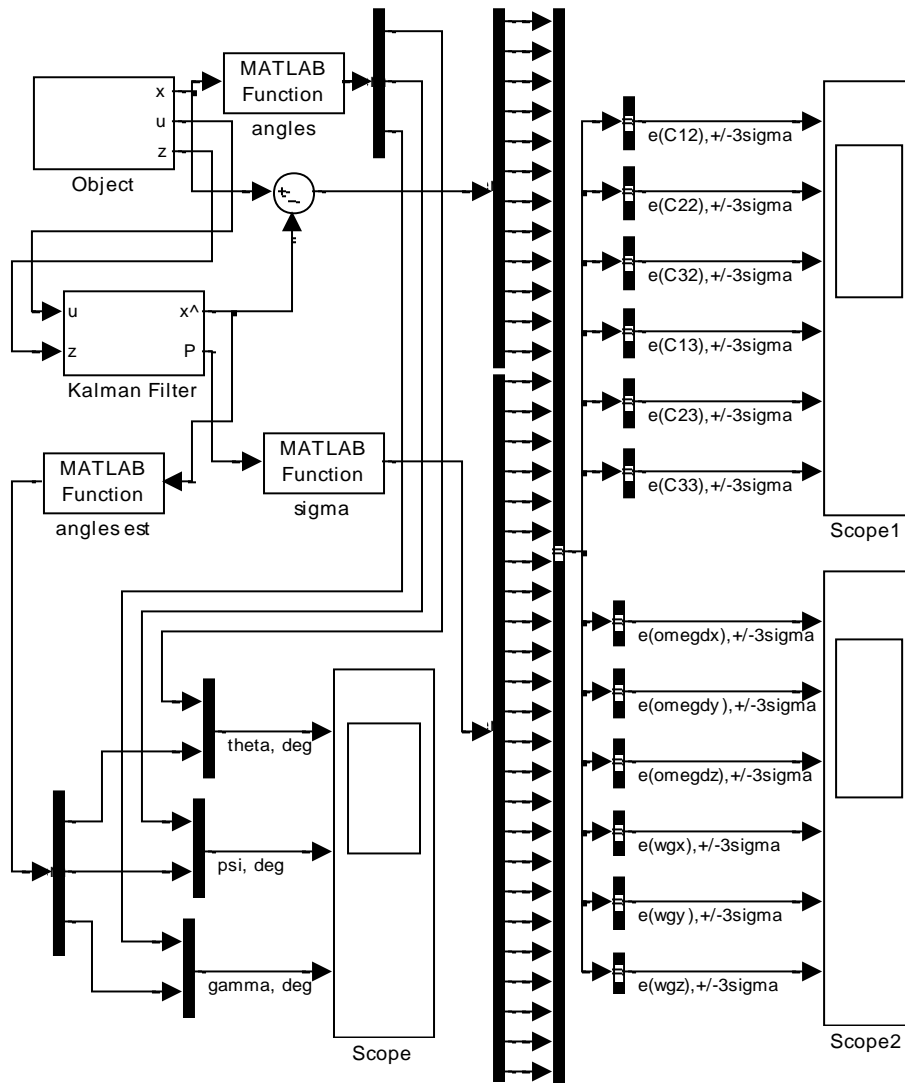 MATLAB
Function
angles
x
u
z
Object
+
-
u
z
x^
P
Kalman Filter
MATLAB
Function
angles est
MATLAB
Function
sigma
theta, deg
psi, deg
gamma, deg
Scope
e(C12),+/-3sigma
e(C22),+/-3sigma
e(C32),+/-3sigma
e(C13),+/-3sigma
e(C23),+/-3sigma
e(C33),+/-3sigma
Scope1
e(omegdx),+/-3sigma
e(omegdy),+/-3sigma
e(omegdz),+/-3sigma
e(wgx),+/-3sigma
e(wgy),+/-3sigma
e(wgz),+/-3sigma
Scope2